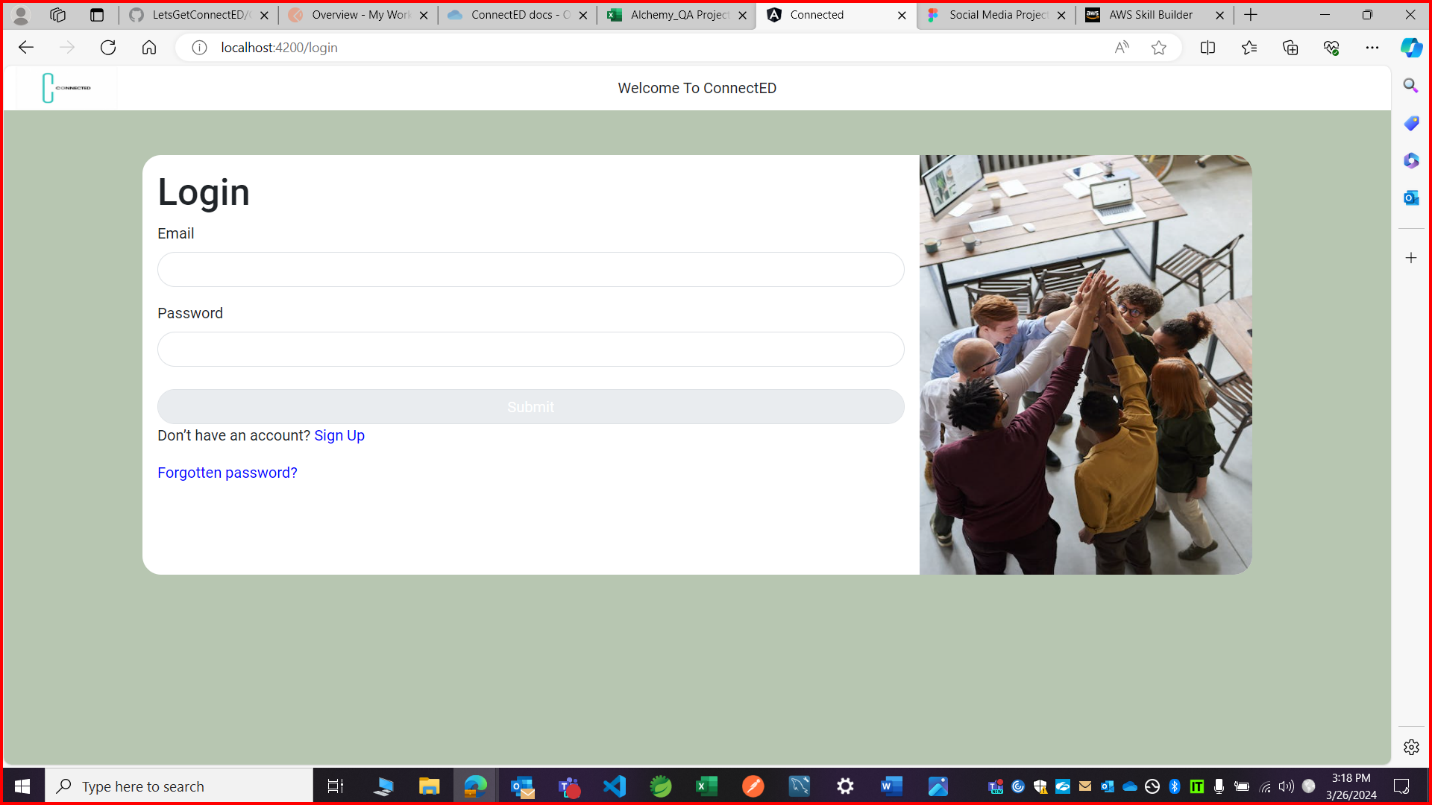 LetsGetConnectED/
Overview - My Wor
ConnectED docs - O
Alchemy_QA Project
Connected
Social Media Project
AWS Skill Builder
localhost:4200/login
CONNECTED
Welcome To ConnectED
Login
Email
Password
Submit
Don’t have an account? Sign Up
Forgotten password?
Type here to search
3:18 PM
3/26/2024